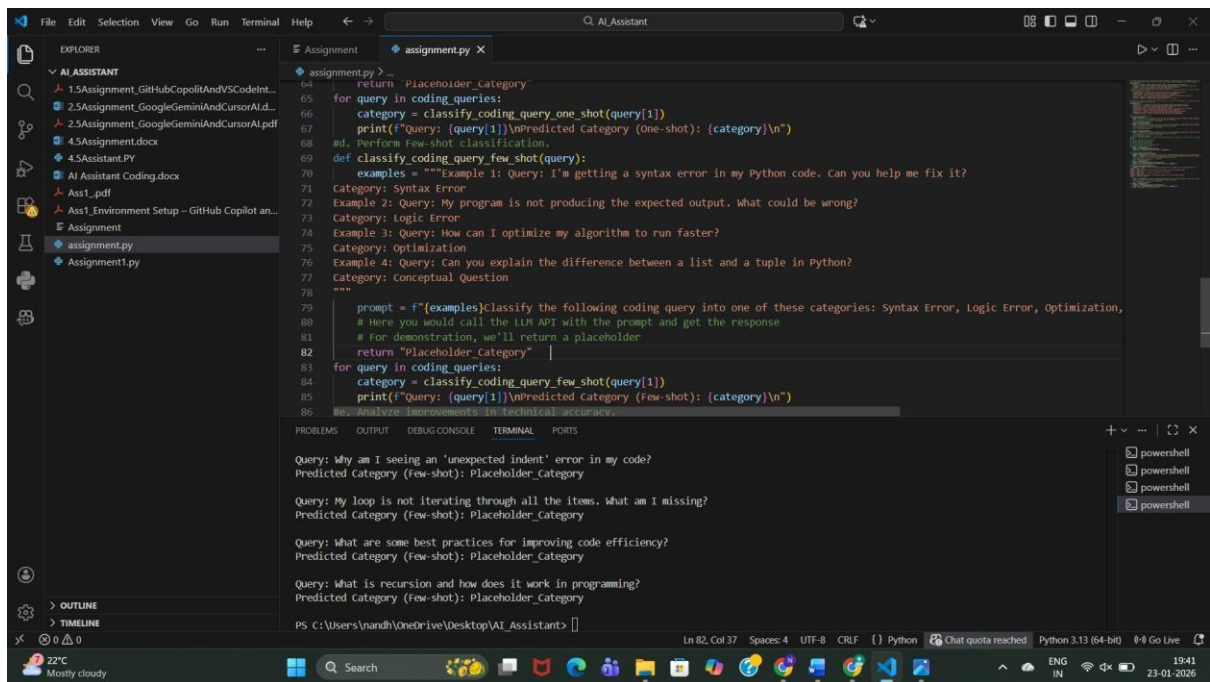 File Edit Selection View Go Run Terminal Help
AI_Assistant
EXPLORER
AI_ASSISTANT
1.5Assignment_GitHubCopolitAndVSCodeInt...
2.5Assignment_GoogleGeminiAndCursorAI.d...
2.5Assignment_GoogleGeminiAndCursorAI.pdf
4.5Assignment.docx
4.5Assistant.PY
AI Assistant Coding.docx
Ass1_.pdf
Ass1_Environment Setup – GitHub Copilot an...
Assignment
assignment.py
Assignment1.py
OUTLINE
TIMELINE
Assignment
assignment.py
assignment.py > ...
64 return "Placeholder_Category"
65 for query in coding_queries:
66 category = classify_coding_query_one_shot(query[1])
67 print(f"Query: {query[1]}\nPredicted Category (One-shot): {category}\n")
68 #d. Perform Few-shot classification.
69 def classify_coding_query_few_shot(query):
70 examples = """Example 1: Query: I'm getting a syntax error in my Python code. Can you help me fix it?
71 Category: Syntax Error
72 Example 2: Query: My program is not producing the expected output. What could be wrong?
73 Category: Logic Error
74 Example 3: Query: How can I optimize my algorithm to run faster?
75 Category: Optimization
76 Example 4: Query: Can you explain the difference between a list and a tuple in Python?
77 Category: Conceptual Question
78 """
79 prompt = f"{examples}Classify the following coding query into one of these categories: Syntax Error, Logic Error, Optimization,
80 # Here you would call the LLM API with the prompt and get the response
81 # For demonstration, we'll return a placeholder
82 return "Placeholder_Category"
83 for query in coding_queries:
84 category = classify_coding_query_few_shot(query[1])
85 print(f"Query: {query[1]}\nPredicted Category (Few-shot): {category}\n")
86 #e. Analyze improvements in technical accuracy.
PROBLEMS OUTPUT DEBUG CONSOLE TERMINAL PORTS
Query: Why am I seeing an 'unexpected indent' error in my code?
Predicted Category (Few-shot): Placeholder_Category
Query: My loop is not iterating through all the items. What am I missing?
Predicted Category (Few-shot): Placeholder_Category
Query: What are some best practices for improving code efficiency?
Predicted Category (Few-shot): Placeholder_Category
Query: What is recursion and how does it work in programming?
Predicted Category (Few-shot): Placeholder_Category
PS C:\Users\nandh\OneDrive\Desktop\AI_Assistant>
powershell
powershell
powershell
powershell
0 0 Ln 82, Col 37 Spaces: 4 UTF-8 CRLF {} Python Chat quota reached Python 3.13 (64-bit) Go Live
22°C
Mostly cloudy
Search
ENG
IN
19:41
23-01-2026